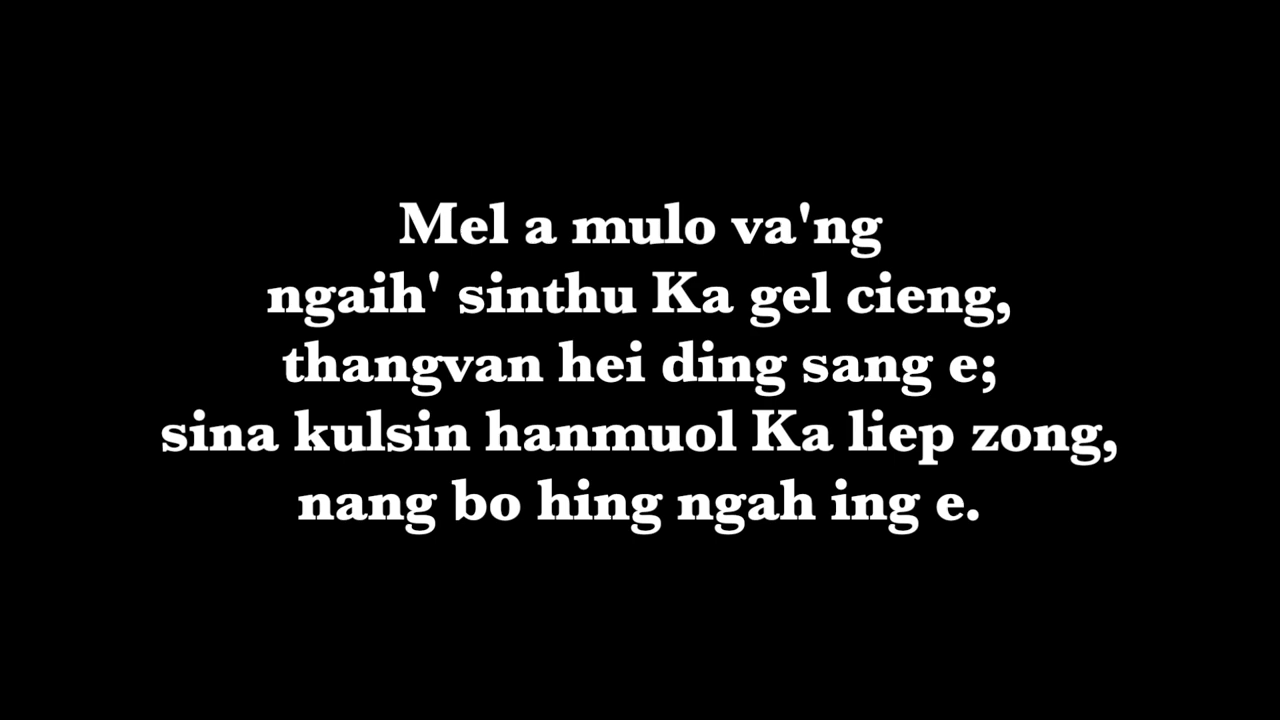 Mel a mulo va'ng
ngaih' sinthu Ka gel cieng,
thangvan hei ding sang e;
sina kulsin hanmuol Ka liep zong,
nang bo hing ngah ing e.